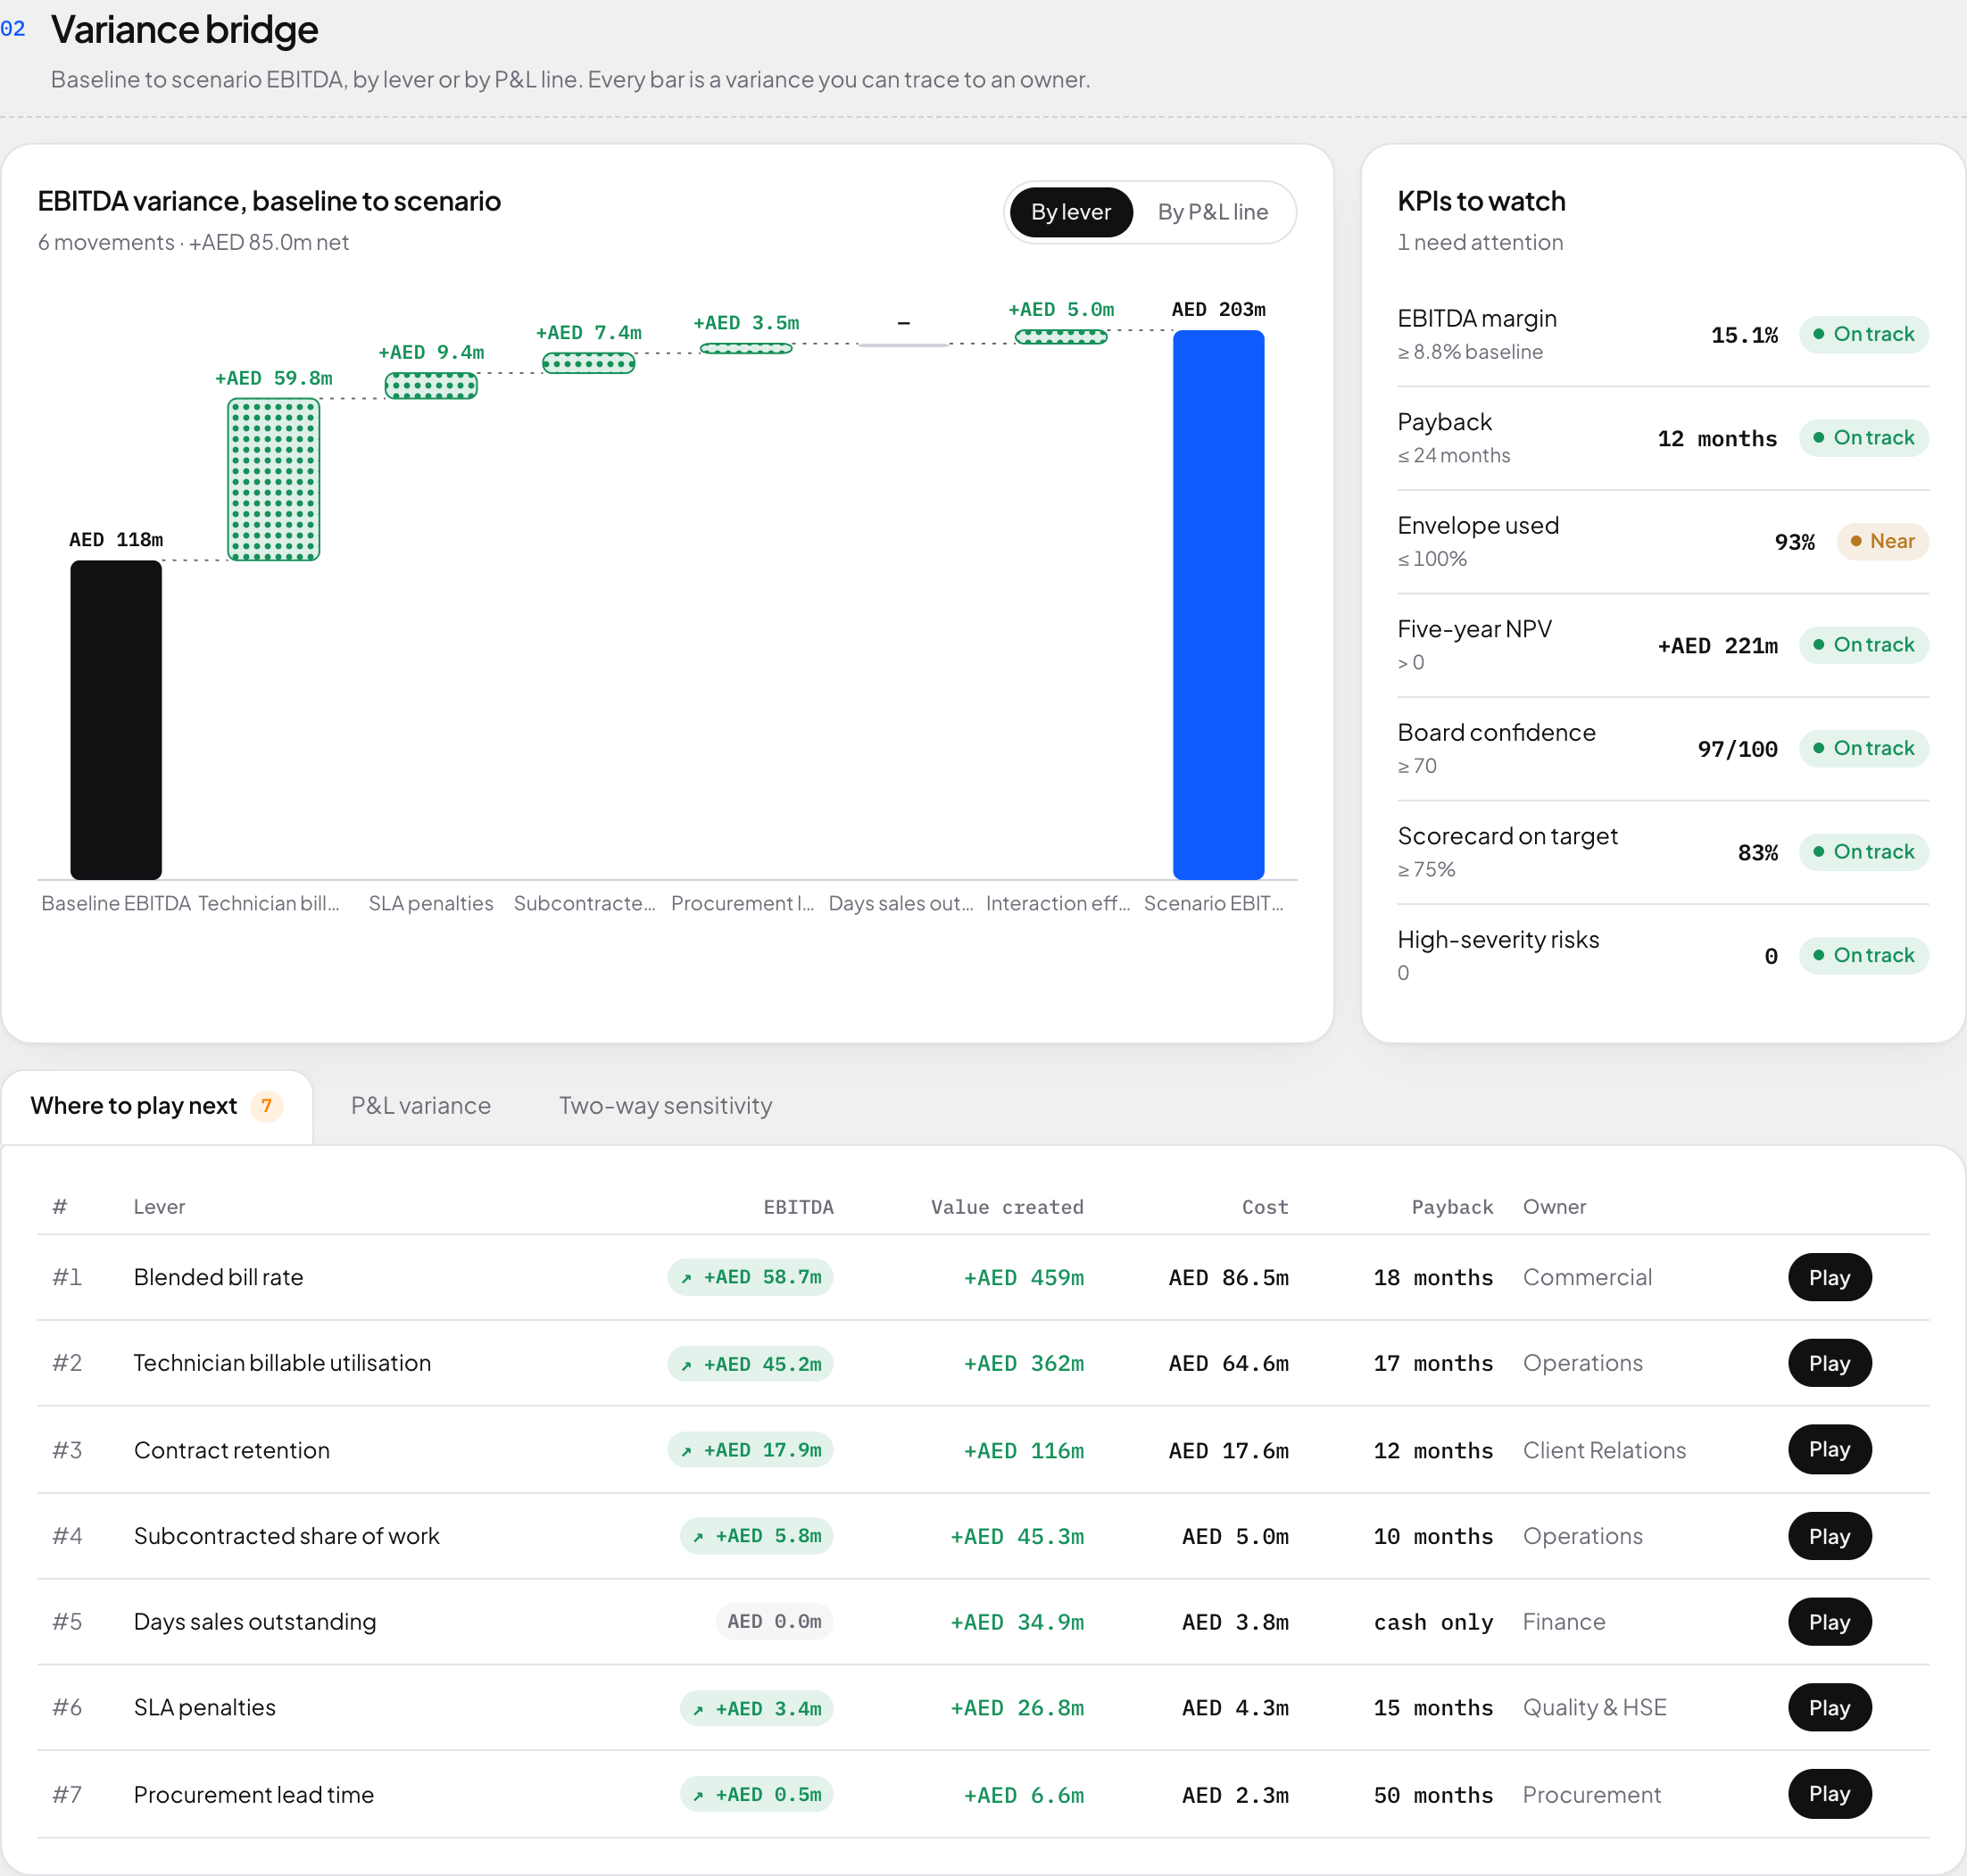 02 Variance bridge
Baseline to scenario EBITDA, by lever or by P&L line. Every bar is a variance you can trace to an owner.
EBITDA variance, baseline to scenario
6 movements · +AED 85.0m net
By lever By P&L line
AED 118m
+AED 59.8m
+AED 9.4m
+AED 7.4m
+AED 3.5m
–
+AED 5.0m
AED 203m
Baseline EBITDA Technician bill... SLA penalties Subcontracte... Procurement l... Days sales out... Interaction eff... Scenario EBIT...
KPIs to watch
1 need attention
EBITDA margin 15.1% On track
≥ 8.8% baseline
Payback 12 months On track
≤ 24 months
Envelope used 93% Near
≤ 100%
Five-year NPV +AED 221m On track
> 0
Board confidence 97/100 On track
≥ 70
Scorecard on target 83% On track
≥ 75%
High-severity risks 0 On track
0
Where to play next 7 P&L variance Two-way sensitivity
# Lever EBITDA Value created Cost Payback Owner
#1 Blended bill rate ↗ +AED 58.7m +AED 459m AED 86.5m 18 months Commercial Play
#2 Technician billable utilisation ↗ +AED 45.2m +AED 362m AED 64.6m 17 months Operations Play
#3 Contract retention ↗ +AED 17.9m +AED 116m AED 17.6m 12 months Client Relations Play
#4 Subcontracted share of work ↗ +AED 5.8m +AED 45.3m AED 5.0m 10 months Operations Play
#5 Days sales outstanding AED 0.0m +AED 34.9m AED 3.8m cash only Finance Play
#6 SLA penalties ↗ +AED 3.4m +AED 26.8m AED 4.3m 15 months Quality & HSE Play
#7 Procurement lead time ↗ +AED 0.5m +AED 6.6m AED 2.3m 50 months Procurement Play